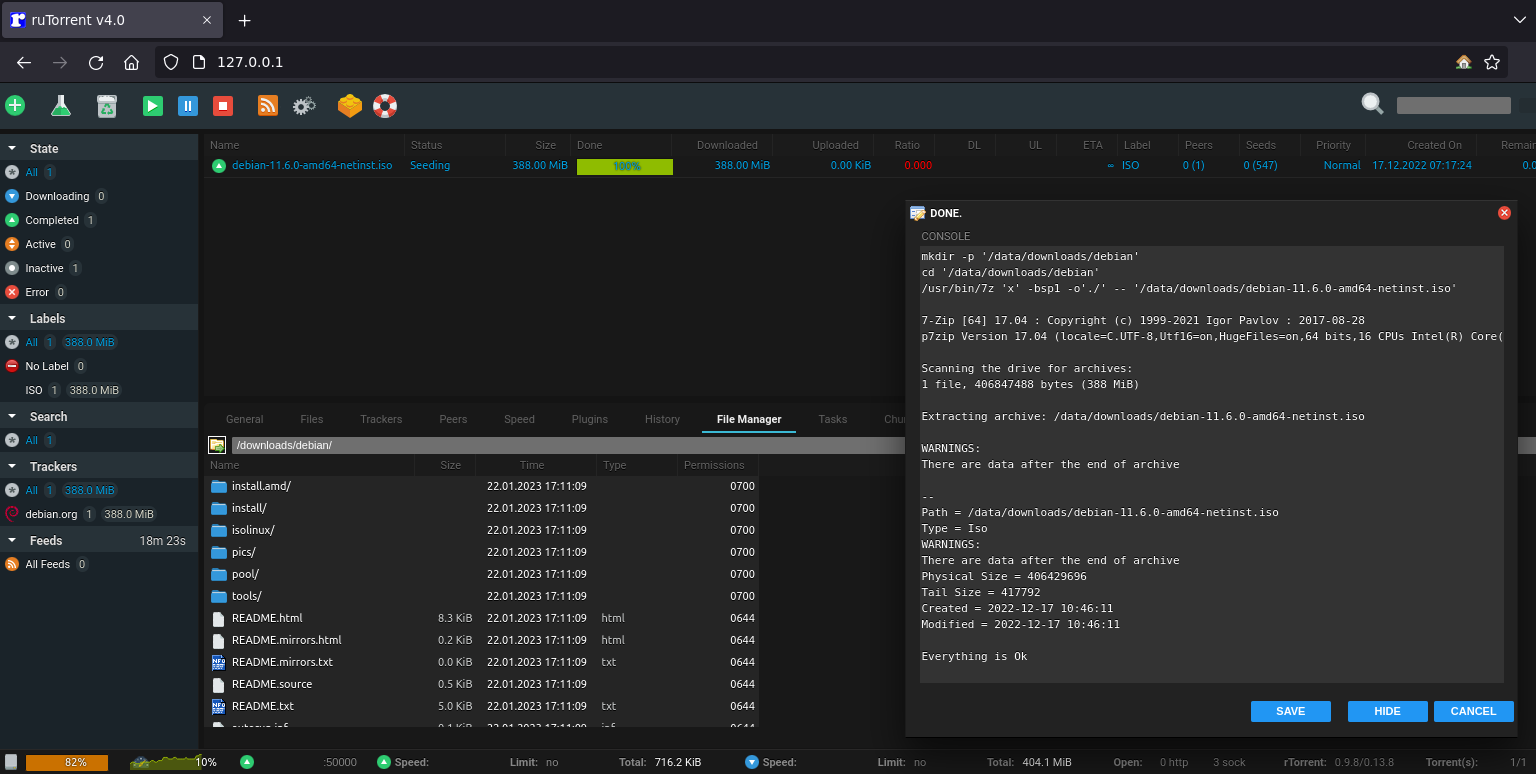 ruTorrent v4.0
127.0.0.1
Name Status Size Done Downloaded Uploaded Ratio DL UL ETA Label Peers Seeds Priority Created On Remain
debian-11.6.0-amd64-netinst.iso Seeding 388.00 MiB 100% 388.00 MiB 0.00 KiB 0.000 ∞ ISO 0 (1) 0 (547) Normal 17.12.2022 07:17:24 0.0
State
All 1
Downloading 0
Completed 1
Active 0
Inactive 1
Error 0
Labels
All 1 388.0 MiB
No Label 0
ISO 1 388.0 MiB
Search
All 1
Trackers
All 1 388.0 MiB
debian.org 1 388.0 MiB
Feeds 18m 23s
All Feeds 0
General Files Trackers Peers Speed Plugins History File Manager Tasks Chu
/downloads/debian/
Name Size Time Type Permissions
install.amd/ 22.01.2023 17:11:09 0700
install/ 22.01.2023 17:11:09 0700
isolinux/ 22.01.2023 17:11:09 0700
pics/ 22.01.2023 17:11:09 0700
pool/ 22.01.2023 17:11:09 0700
tools/ 22.01.2023 17:11:09 0700
README.html 8.3 KiB 22.01.2023 17:11:09 html 0644
README.mirrors.html 0.2 KiB 22.01.2023 17:11:09 html 0644
README.mirrors.txt 0.0 KiB 22.01.2023 17:11:09 txt 0644
README.source 0.5 KiB 22.01.2023 17:11:09 0644
README.txt 5.0 KiB 22.01.2023 17:11:09 txt 0644
DONE.
CONSOLE
mkdir -p '/data/downloads/debian'
cd '/data/downloads/debian'
/usr/bin/7z 'x' -bsp1 -o'./' -- '/data/downloads/debian-11.6.0-amd64-netinst.iso'
7-Zip [64] 17.04 : Copyright (c) 1999-2021 Igor Pavlov : 2017-08-28
p7zip Version 17.04 (locale=C.UTF-8,Utf16=on,HugeFiles=on,64 bits,16 CPUs Intel(R) Core(
Scanning the drive for archives:
1 file, 406847488 bytes (388 MiB)
Extracting archive: /data/downloads/debian-11.6.0-amd64-netinst.iso
WARNINGS:
There are data after the end of archive
--
Path = /data/downloads/debian-11.6.0-amd64-netinst.iso
Type = Iso
WARNINGS:
There are data after the end of archive
Physical Size = 406429696
Tail Size = 417792
Created = 2022-12-17 10:46:11
Modified = 2022-12-17 10:46:11
Everything is Ok
SAVE HIDE CANCEL
82% 10% :50000 Speed: Limit: no Total: 716.2 KiB Speed: Limit: no Total: 404.1 MiB Open: 0 http 3 sock rTorrent: 0.9.8/0.13.8 Torrent(s): 1/1